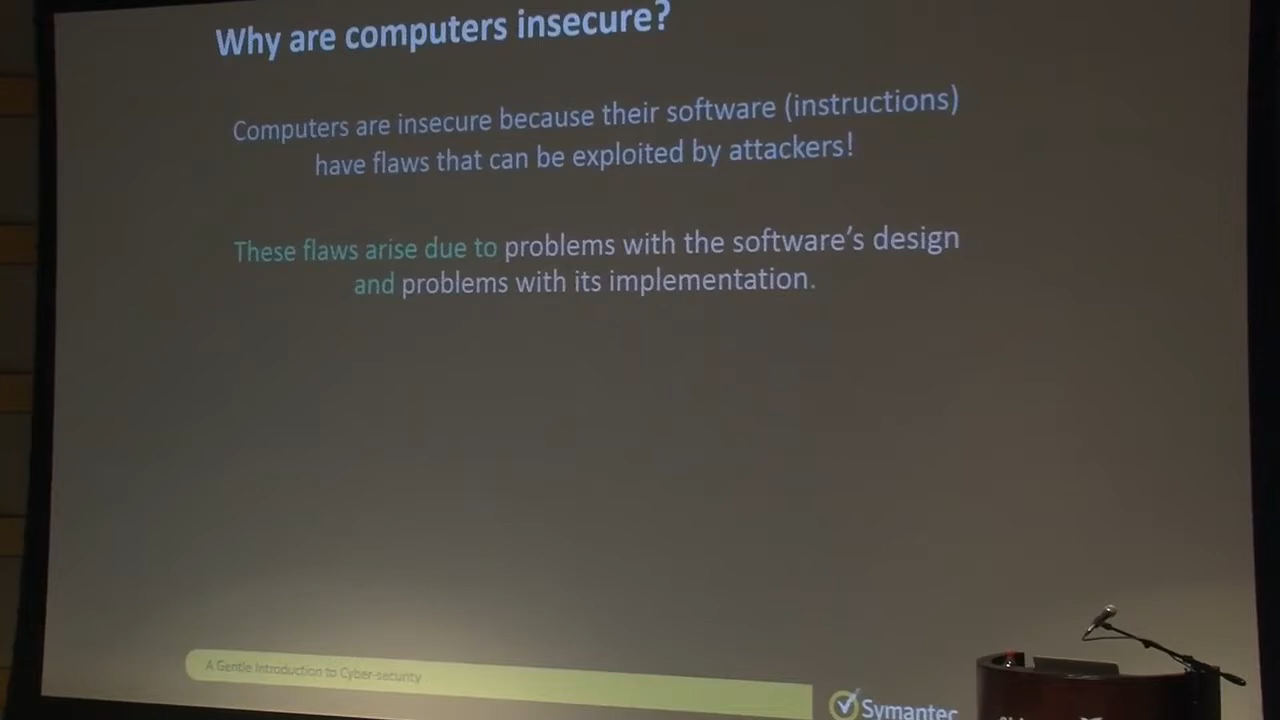 Why are computers insecure?
Computers are insecure because their software (instructions)
have flaws that can be exploited by attackers!
These flaws arise due to problems with the software's design
and problems with its implementation.
A Gentle Introduction to Cyber-security
Symantec